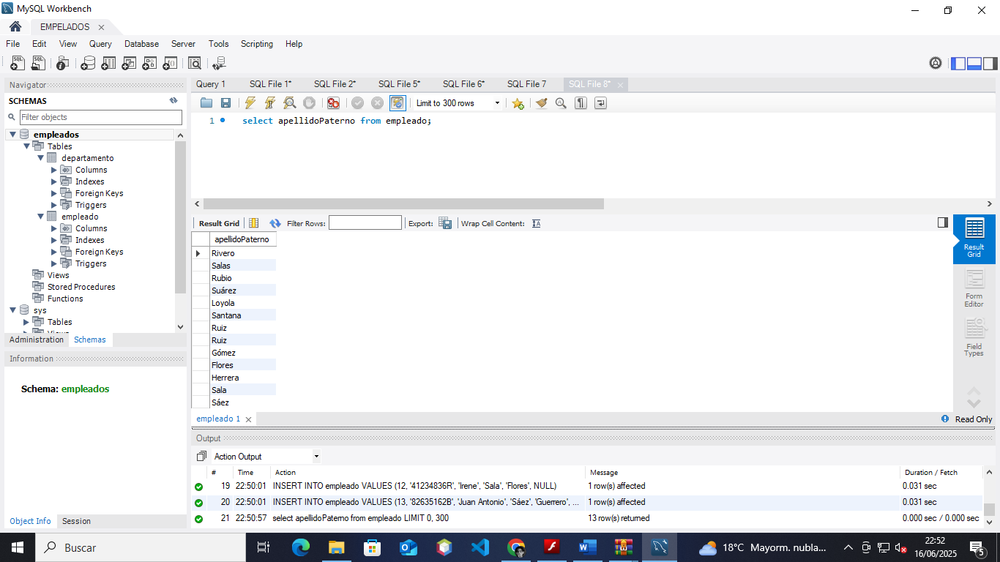 MySQL Workbench
EMPELADOS
File Edit View Query Database Server Tools Scripting Help
Navigator
SCHEMAS
Filter objects
empleados
Tables
departamento
Columns
Indexes
Foreign Keys
Triggers
empleado
Columns
Indexes
Foreign Keys
Triggers
Views
Stored Procedures
Functions
sys
Tables
Views
Administration Schemas
Information
Schema: empleados
Object Info Session
Query 1 SQL File 1* SQL File 2* SQL File 5* SQL File 6* SQL File 7 SQL File 8*
Limit to 300 rows
1 select apellidoPaterno from empleado;
Result Grid Filter Rows: Export: Wrap Cell Content:
apellidoPaterno
Rivero
Salas
Rubio
Suárez
Loyola
Santana
Ruiz
Ruiz
Gómez
Flores
Herrera
Sala
Sáez
Result
Grid
Form
Editor
Field
Types
empleado 1
Read Only
Output
Action Output
# Time Action Message Duration / Fetch
19 22:50:01 INSERT INTO empleado VALUES (12, '41234836R', 'Irene', 'Sala', 'Flores', NULL) 1 row(s) affected 0.031 sec
20 22:50:01 INSERT INTO empleado VALUES (13, '82635162B', 'Juan Antonio', 'Sáez', 'Guerrero', ... 1 row(s) affected 0.031 sec
21 22:50:57 select apellidoPaterno from empleado LIMIT 0, 300 13 row(s) returned 0.000 sec / 0.000 sec
Buscar
18°C Mayorm. nubla...
22:52
16/06/2025
5